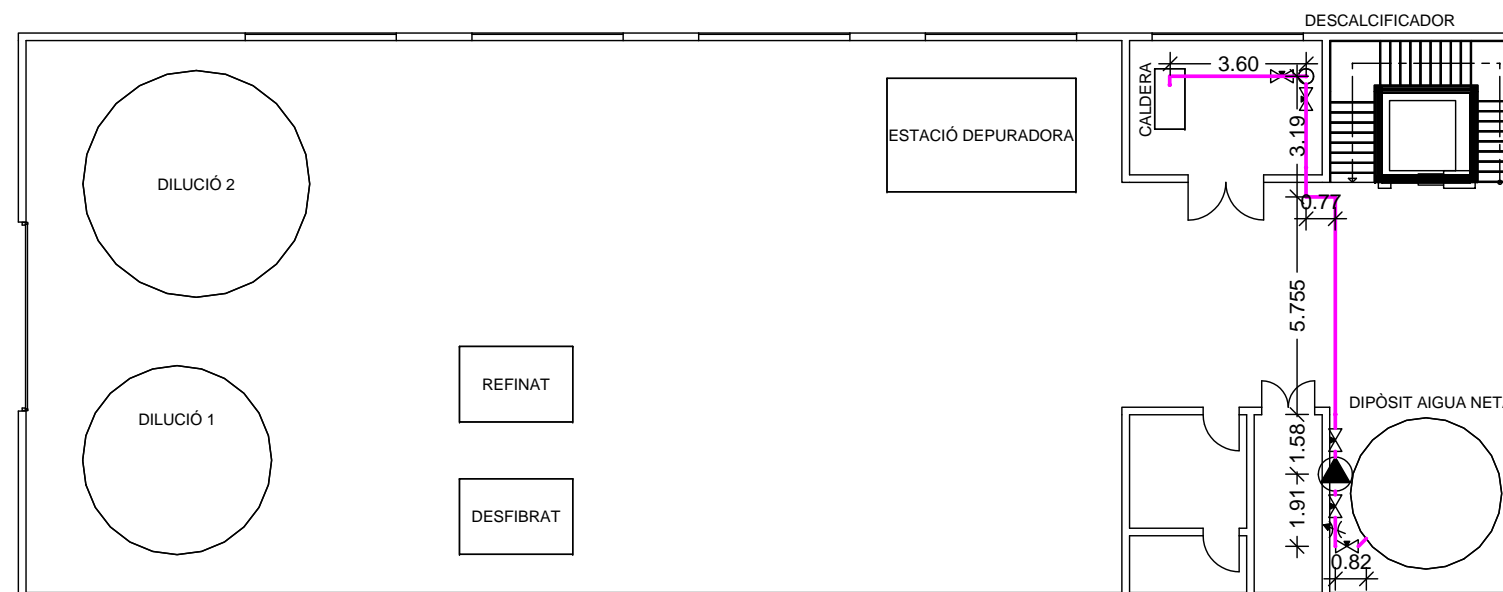 DESCALCIFICADOR
3.60
CALDERA
3.19
ESTACIÓ DEPURADORA
DILUCIÓ 2
0.77
5.755
REFINAT
DIPÒSIT AIGUA NET
DILUCIÓ 1
1.58
DESFIBRAT
1.91
0.82